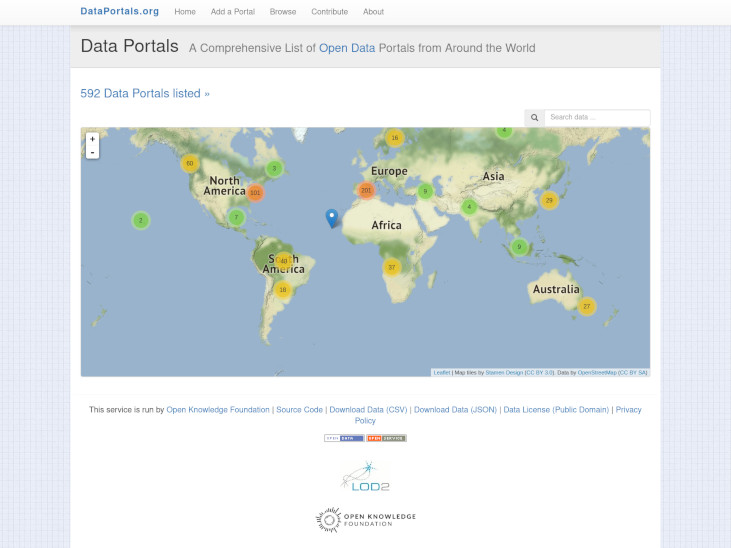 DataPortals.org Home Add a Portal Browse Contribute About
Data Portals A Comprehensive List of Open Data Portals from Around the World
592 Data Portals listed »
Search data ...
+
-
4
16
60
3
Europe
Asia
North
America
101
201
9
29
4
2
7
Africa
9
South
America
40
37
18
Australia
27
Leaflet | Map tiles by Stamen Design (CC BY 3.0). Data by OpenStreetMap (CC BY SA)
This service is run by Open Knowledge Foundation | Source Code | Download Data (CSV) | Download Data (JSON) | Data License (Public Domain) | Privacy
Policy
OPEN DATA OPEN SERVICE
LOD2
OPEN KNOWLEDGE
FOUNDATION